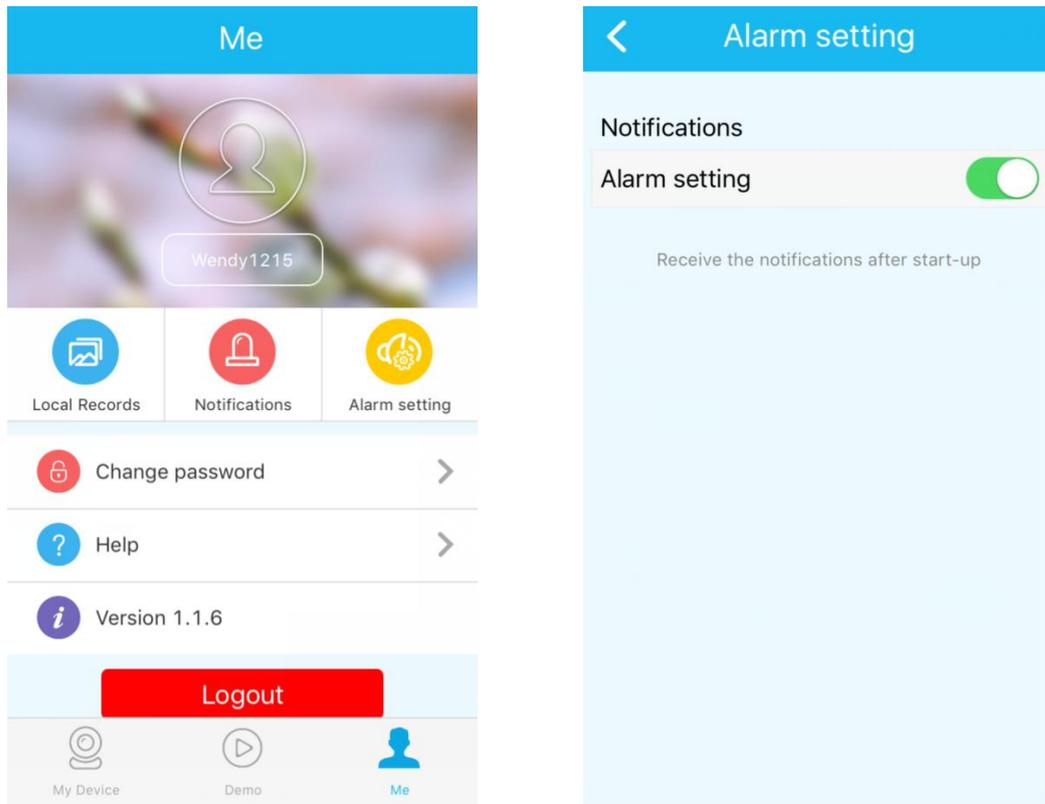 Me
Wendy1215
Local Records
Notifications
Alarm setting
Change password
? Help
i Version 1.1.6
Logout
My Device
Demo
Me
Alarm setting
Notifications
Alarm setting
Receive the notifications after start-up